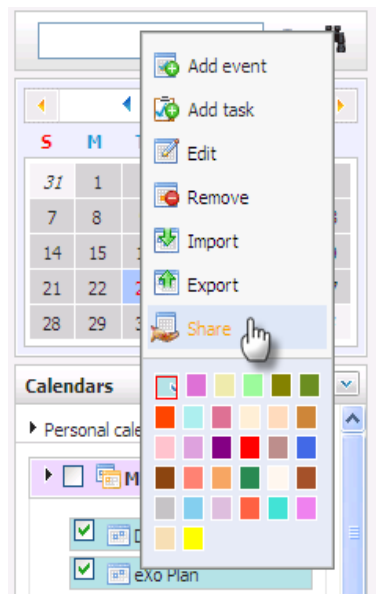 Add event
Add task
Edit
Remove
Import
Export
Share
S M
31 1
7 8
14 15
21 22
28 29
Calendars
Personal
eXo Plan